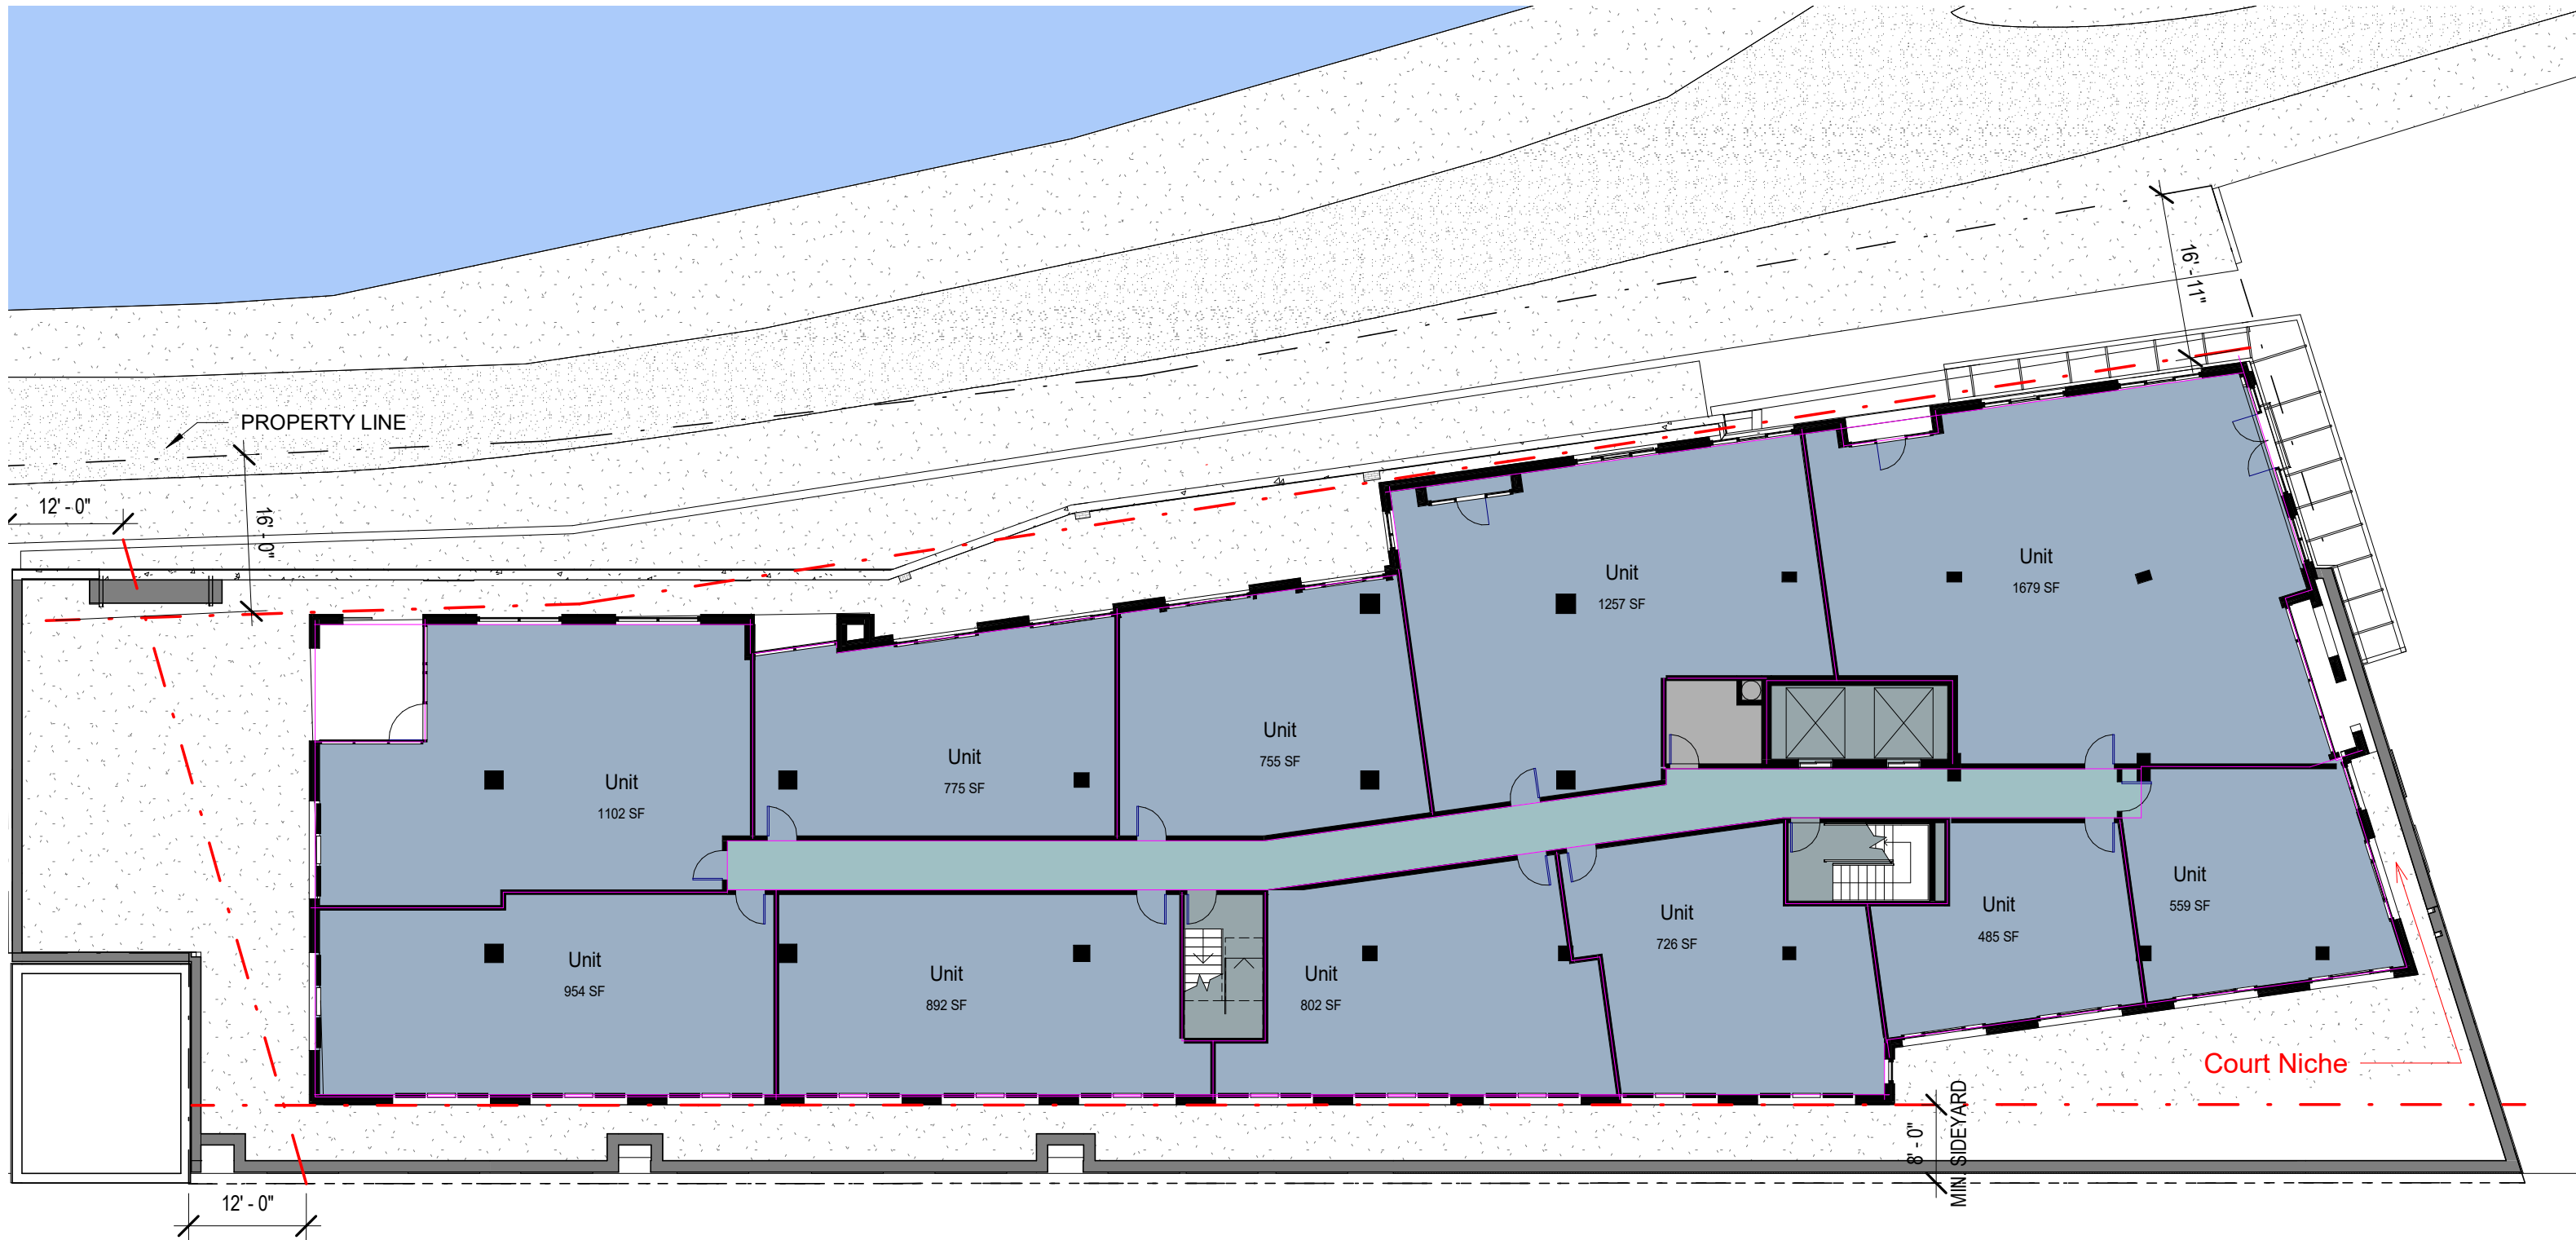 16' - 11"
PROPERTY LINE
12' - 0"
16' - 0"
Unit
1679 SF
Unit
1257 SF
Unit
755 SF
Unit
775 SF
Unit
1102 SF
Unit
559 SF
Unit
485 SF
Unit
726 SF
Unit
954 SF
Unit
892 SF
Unit
802 SF
Court Niche
8' - 0"
MIN. SIDEYARD
12' - 0"